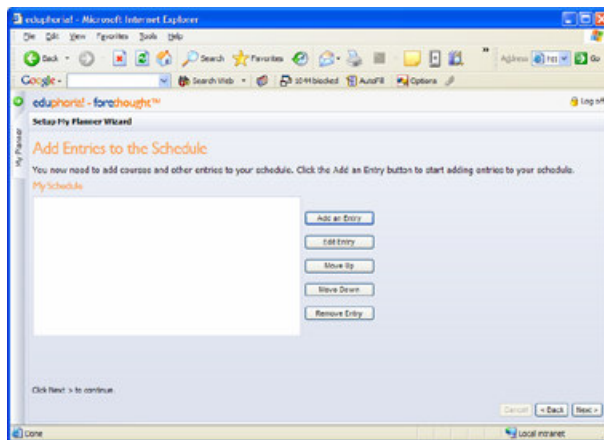 eduphoria! - Microsoft Internet Explorer
File Edit View Favorites Tools Help
Back Search Favorites Address Go
Google - Search Web 1044 blocked AutoFill Options
eduphoria! - forethought™ Log off
Setup My Planner Wizard
My Planner
Add Entries to the Schedule
You now need to add courses and other entries to your schedule. Click the Add an Entry button to start adding entries to your schedule.
My Schedule
Add an Entry
Edit Entry
Move Up
Move Down
Remove Entry
Click Next > to continue.
Cancel < Back Next >
Done Local intranet